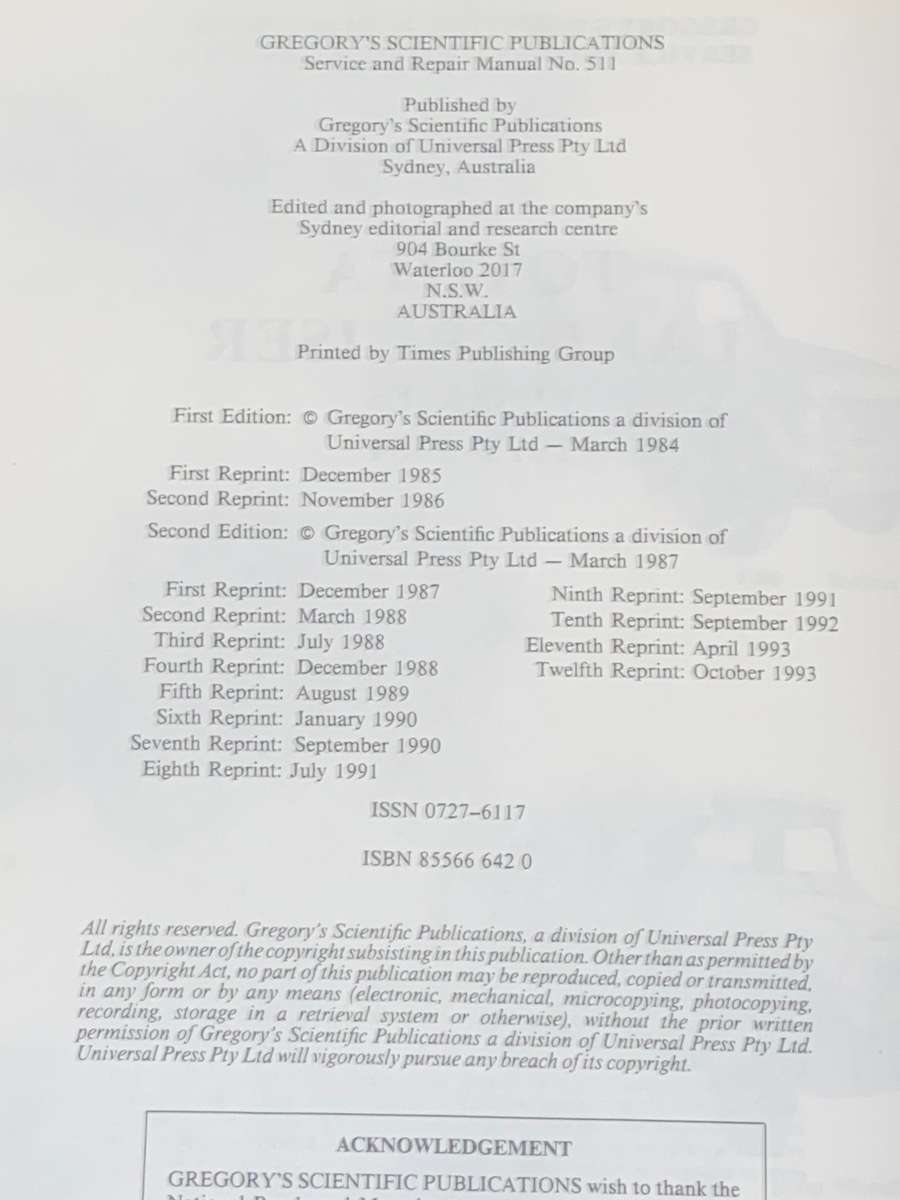 GREGORY'S SCIENTIFIC PUBLICATIONS
Service and Repair Manual No. 511
Published by
Gregory's Scientific Publications
A Division of Universal Press Pty Ltd
Sydney, Australia
Edited and photographed at the company's
Sydney editorial and research centre
904 Bourke St
Waterloo 2017
N.S.W.
AUSTRALIA
Printed by Times Publishing Group
First Edition: © Gregory's Scientific Publications a division of
Universal Press Pty Ltd — March 1984
First Reprint: December 1985
Second Reprint: November 1986
Second Edition: © Gregory's Scientific Publications a division of
Universal Press Pty Ltd — March 1987
First Reprint: December 1987
Second Reprint: March 1988
Third Reprint: July 1988
Fourth Reprint: December 1988
Fifth Reprint: August 1989
Sixth Reprint: January 1990
Seventh Reprint: September 1990
Eighth Reprint: July 1991
Ninth Reprint: September 1991
Tenth Reprint: September 1992
Eleventh Reprint: April 1993
Twelfth Reprint: October 1993
ISSN 0727–6117
ISBN 85566 642 0
All rights reserved. Gregory's Scientific Publications, a division of Universal Press Pty
Ltd, is the owner of the copyright subsisting in this publication. Other than as permitted by
the Copyright Act, no part of this publication may be reproduced, copied or transmitted,
in any form or by any means (electronic, mechanical, microcopying, photocopying,
recording, storage in a retrieval system or otherwise), without the prior written
permission of Gregory's Scientific Publications a division of Universal Press Pty Ltd.
Universal Press Pty Ltd will vigorously pursue any breach of its copyright.
ACKNOWLEDGEMENT
GREGORY'S SCIENTIFIC PUBLICATIONS wish to thank the